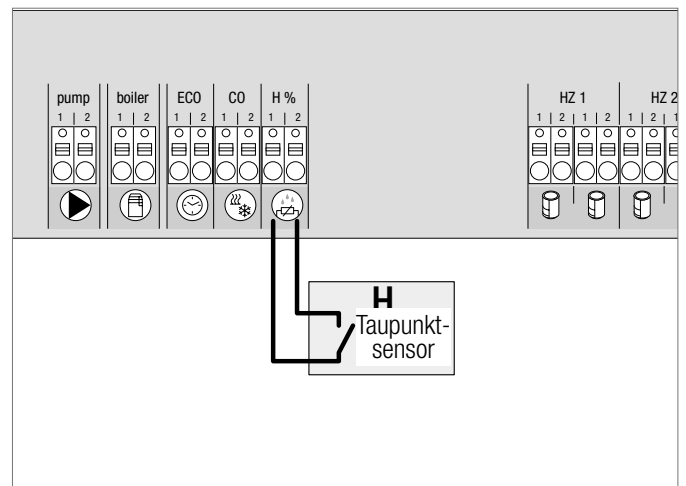 pump boiler ECO CO H % HZ 1 HZ 2
1 | 2 1 | 2 1 | 2 1 | 2 1 | 2 1 | 2 | 1 | 2 | 1 | 2 | 1
H
Taupunkt-
sensor